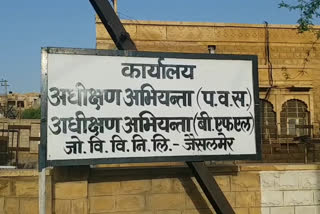 कार्यालय
अधीक्षण अभियन्ता (प.व.स.)
अधीक्षण अभियन्ता (बी.एफ.एल)
जो. वि. वि. नि. लि.- जैसलमेर